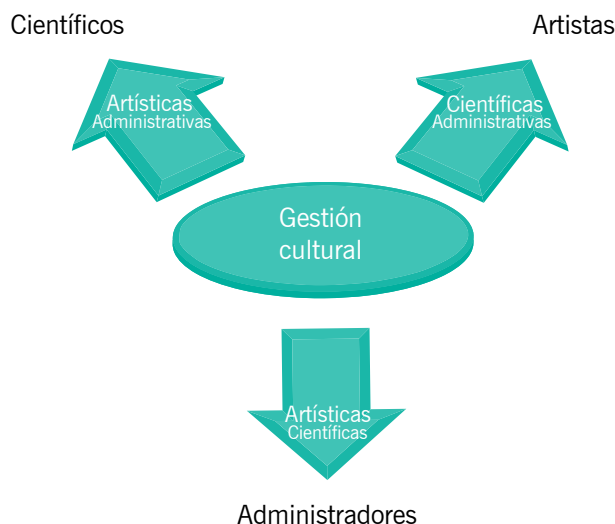 Científicos
Artistas
Artísticas
Administrativas
Científicas
Administrativas
Gestión
cultural
Artísticas
Científicas
Administradores